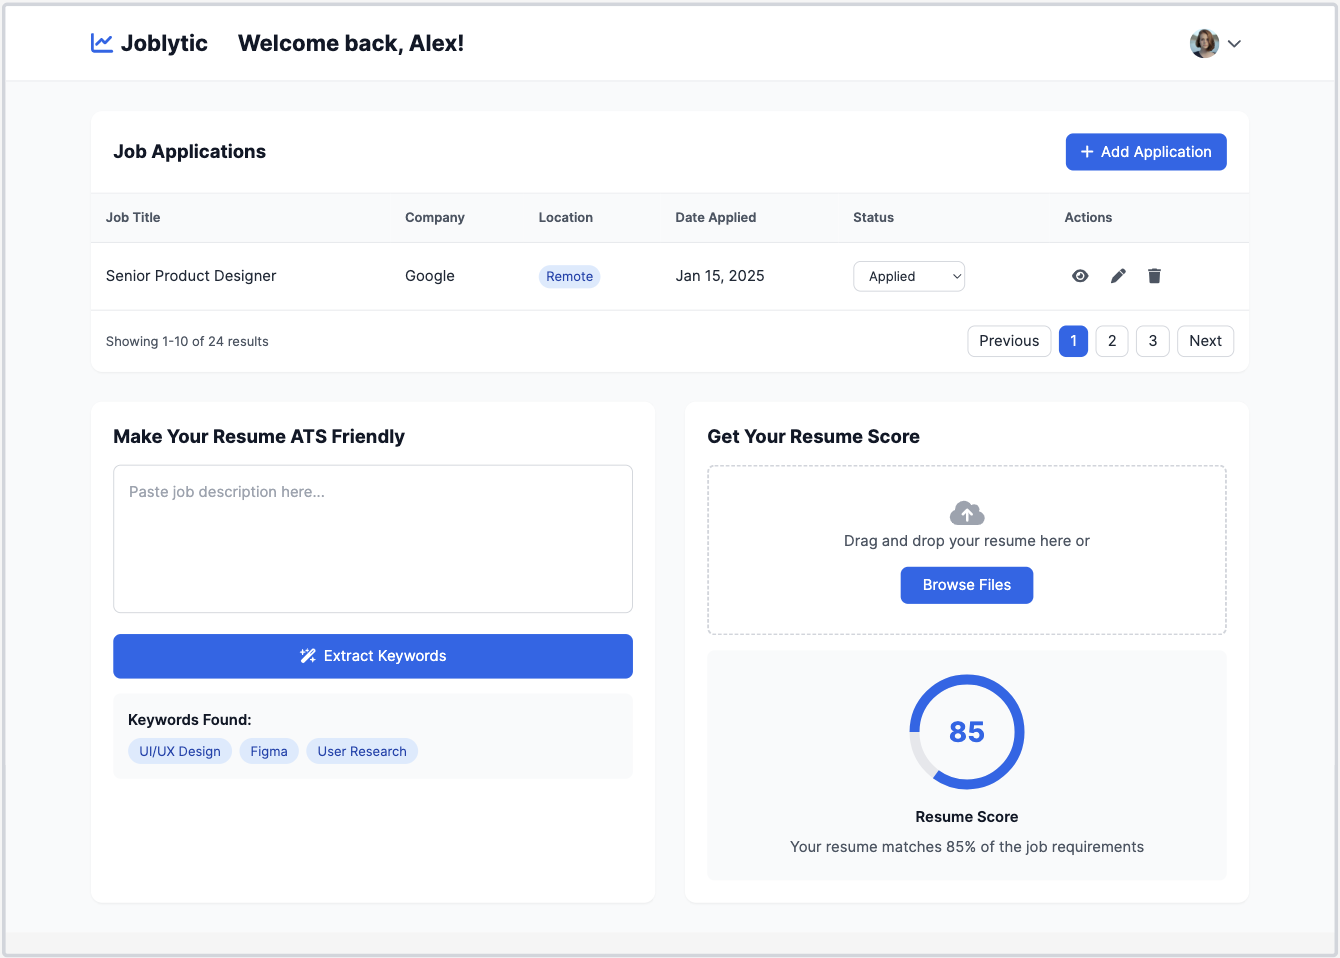 Joblytic Welcome back, Alex!
Job Applications
+ Add Application
Job Title Company Location Date Applied Status Actions
Senior Product Designer Google Remote Jan 15, 2025 Applied
Showing 1-10 of 24 results
Previous 1 2 3 Next
Make Your Resume ATS Friendly
Paste job description here...
Extract Keywords
Keywords Found:
UI/UX Design Figma User Research
Get Your Resume Score
Drag and drop your resume here or
Browse Files
85
Resume Score
Your resume matches 85% of the job requirements